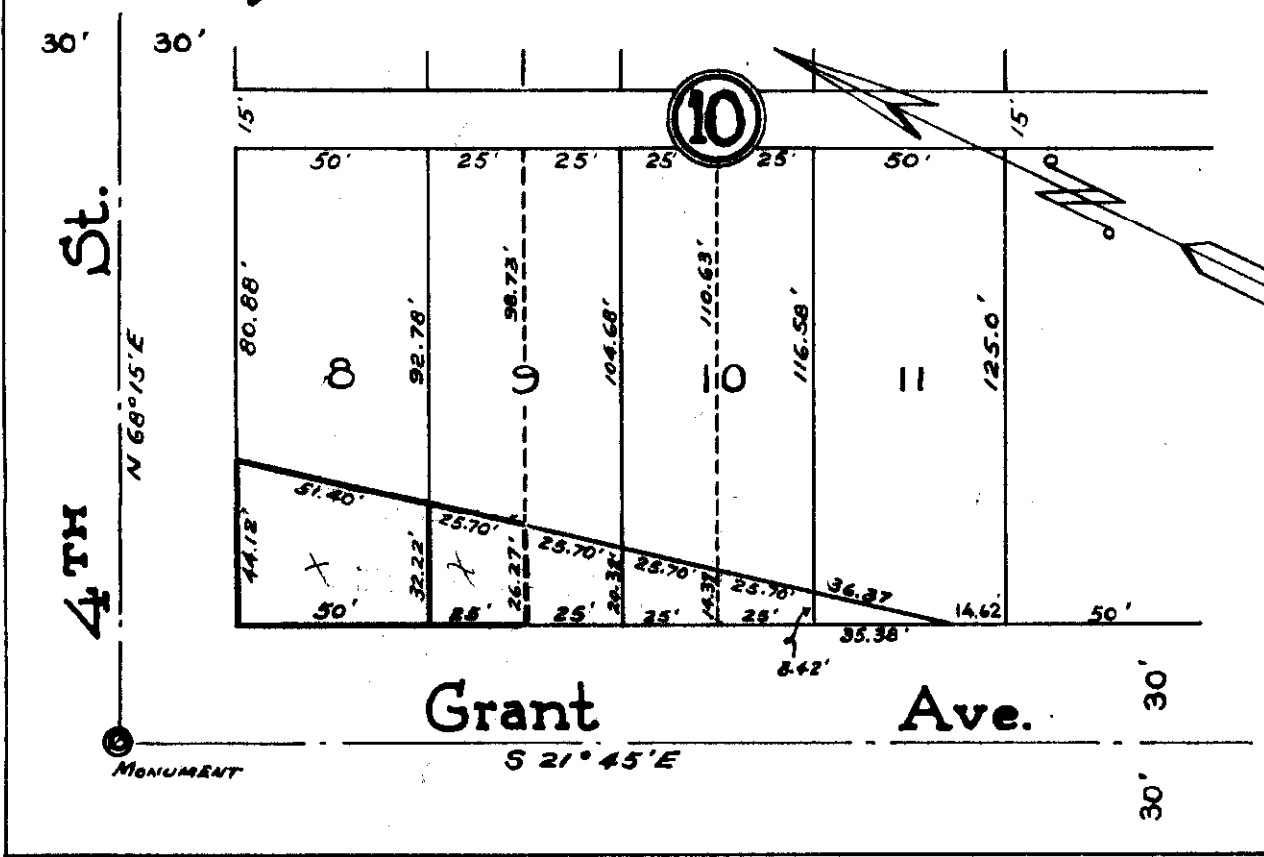 30' 30'
15' 10 15'
50' 25' 25' 25' 25' 50'
4TH St.
N 68°15'E
80.88' 92.78' 98.73' 104.68' 110.63' 116.58' 125.0'
8 9 10 11
51.40' 25.70' 25.70' 25.70' 25.70' 36.37
44.12' 32.22' 26.27' 14.37
50' 25' 25' 25' 25' 35.38' 14.62' 50'
8.42'
Grant Ave.
30'
S 21°45'E
MONUMENT
30'